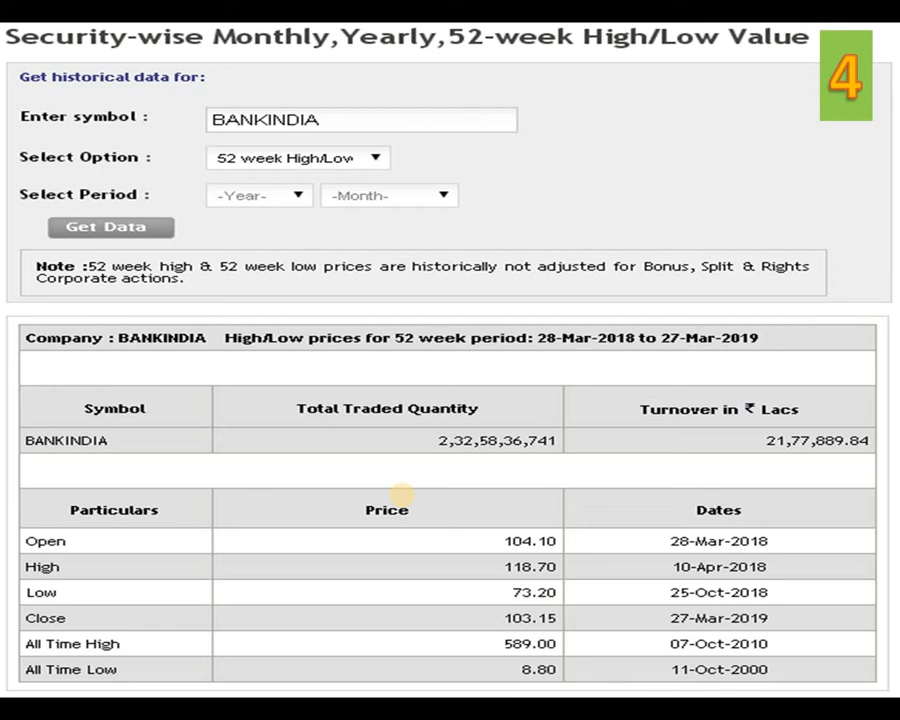 Security-wise Monthly,Yearly,52-week High/Low Value
4
Get historical data for:
Enter symbol : BANKINDIA
Select Option : 52 week High/Low
Select Period : -Year- -Month-
Get Data
Note :52 week high & 52 week low prices are historically not adjusted for Bonus, Split & Rights
Corporate actions.
Company : BANKINDIA High/Low prices for 52 week period: 28-Mar-2018 to 27-Mar-2019
Symbol Total Traded Quantity Turnover in ₹ Lacs
BANKINDIA 2,32,58,36,741 21,77,889.84
Particulars Price Dates
Open 104.10 28-Mar-2018
High 118.70 10-Apr-2018
Low 73.20 25-Oct-2018
Close 103.15 27-Mar-2019
All Time High 589.00 07-Oct-2010
All Time Low 8.80 11-Oct-2000